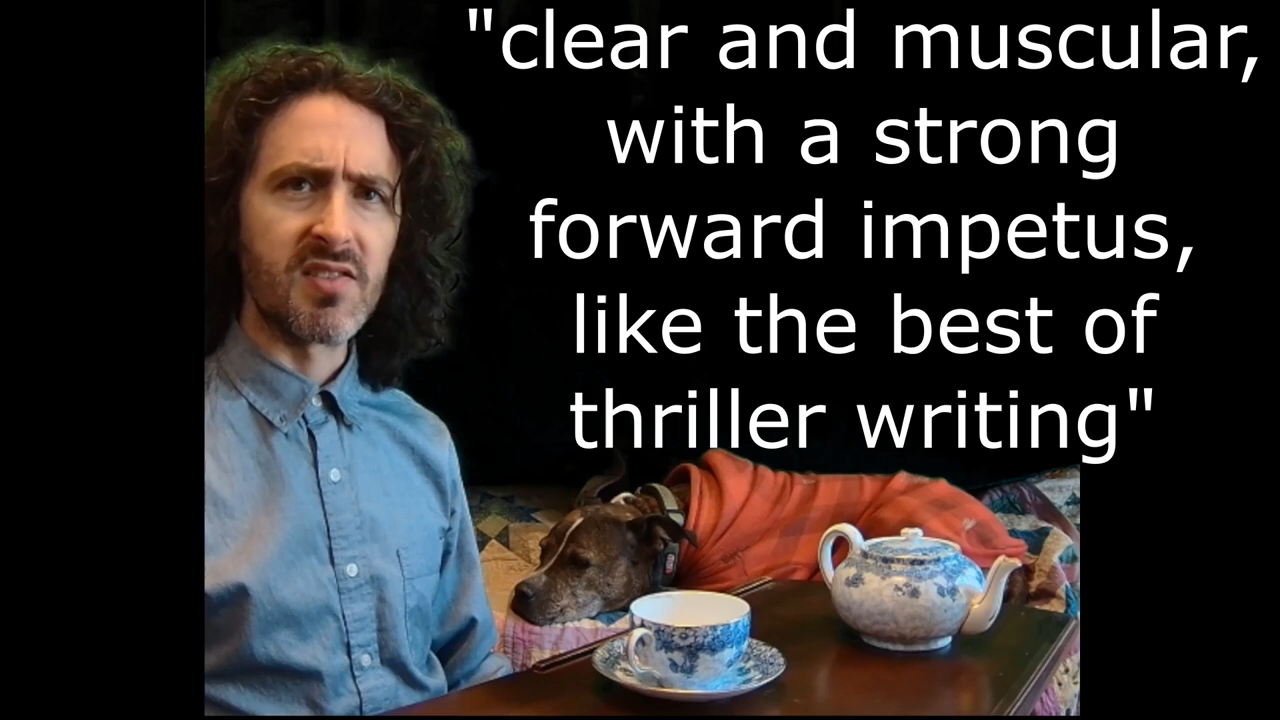 "clear and muscular,
with a strong
forward impetus,
like the best of
thriller writing"